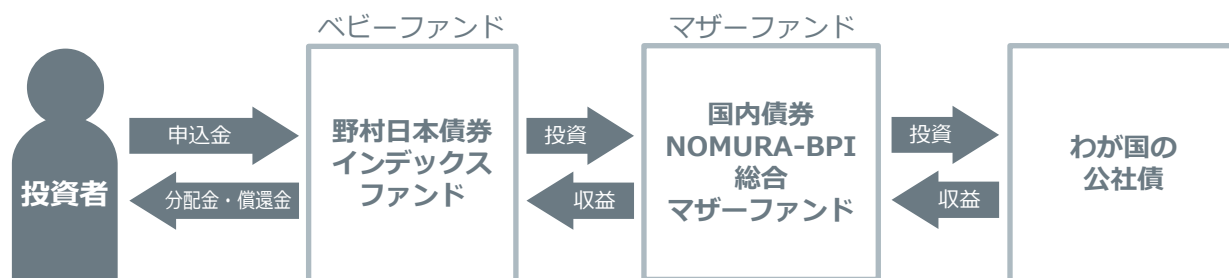 ベビーファンド
マザーファンド
投資者
申込金
分配金・償還金
野村日本債券
インデックス
ファンド
投資
収益
国内債券
NOMURA-BPI
総合
マザーファンド
投資
収益
わが国の
公社債